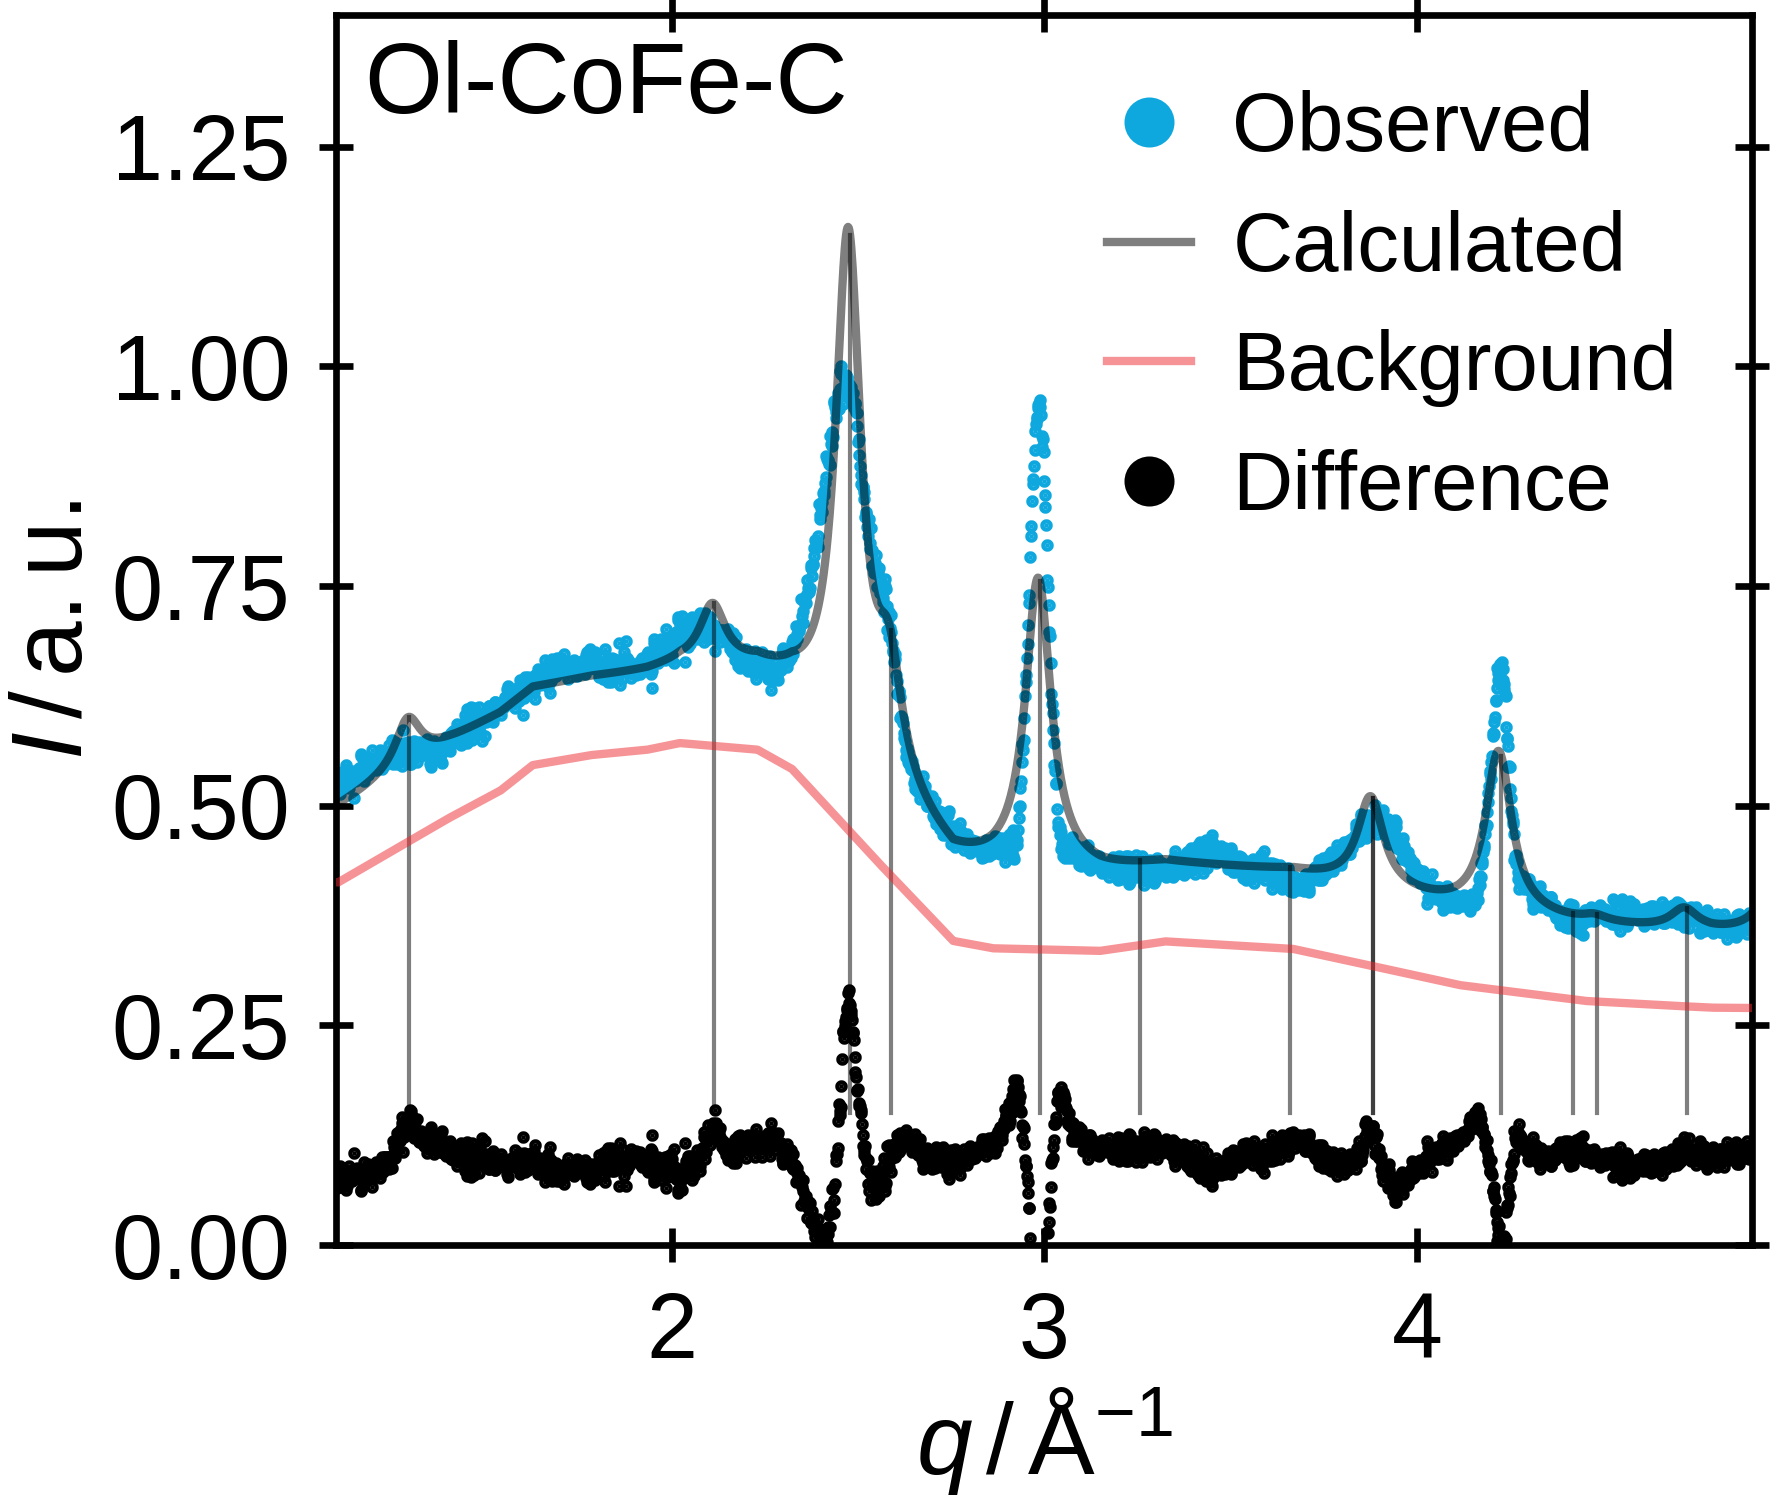 Ol-CoFe-C
Observed
Calculated
Background
Difference
1.25
1.00
0.75
0.50
0.25
0.00
I / a. u.
2 3 4
q / Å⁻¹